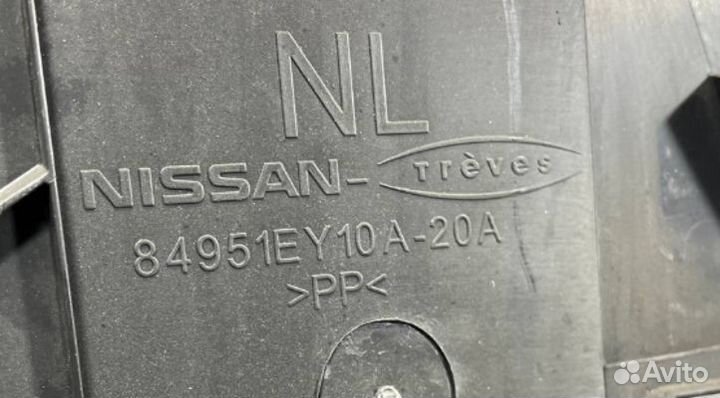 NL
NISSAN- Trèves
84951EY10A-20A
>PP<
Avito